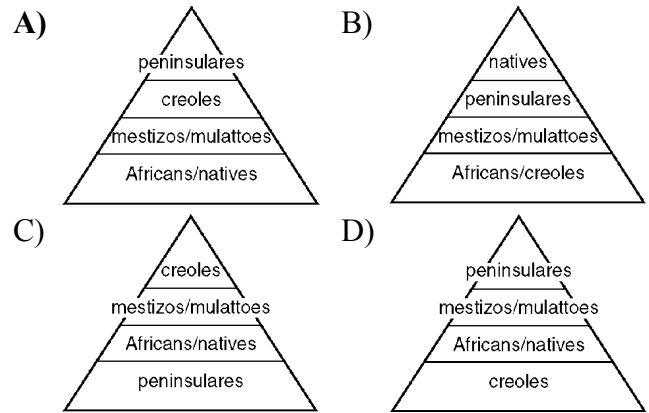 A)
peninsulares
creoles
mestizos/mulattoes
Africans/natives
B)
natives
peninsulares
mestizos/mulattoes
Africans/creoles
C)
creoles
mestizos/mulattoes
Africans/natives
peninsulares
D)
peninsulares
mestizos/mulattoes
Africans/natives
creoles